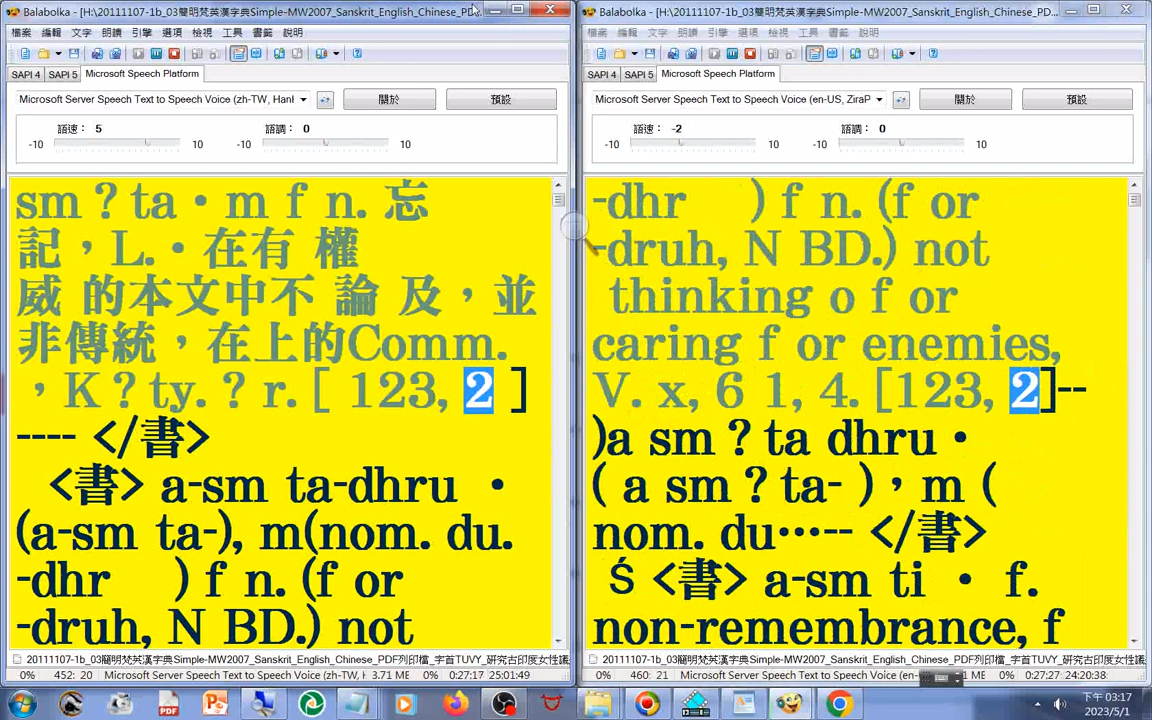 Balabolka - [H:\20111107-1b_03簡明梵英漢字典Simple-MW2007_Sanskrit_English_Chinese_PD
檔案 編輯 文字 朗讀 引擎 選項 檢視 工具 書籤 說明
SAPI 4 SAPI 5 Microsoft Speech Platform
Microsoft Server Speech Text to Speech Voice (zh-TW, Hanl
關於 預設
語速： 5 語調： 0
-10 10 -10 10
sm ? ta • m f n. 忘
記，L. • 在有 權
威 的本文中不 論 及，並
非傳統，在上的Comm.
，K ? ty. ? r. [ 123, 2 ]
---- </書>
<書> a-sm ta-dhru •
(a-sm ta-), m(nom. du.
-dhr ) f n. (f or
-druh, N BD.) not
20111107-1b_03簡明梵英漢字典Simple-MW2007_Sanskrit_English_Chinese_PDF列印檔_字首TUVY_研究古印度女性議
0% 452: 20 Microsoft Server Speech Text to Speech Voice (zh-TW, H 3.71 ME 0% 0:27:17 25:01:49
Balabolka - [H:\20111107-1b_03簡明梵英漢字典Simple-MW2007_Sanskrit_English_Chinese_PD...
檔案 編輯 文字 朗讀 引擎 選項 檢視 工具 書籤 說明
SAPI 4 SAPI 5 Microsoft Speech Platform
Microsoft Server Speech Text to Speech Voice (en-US, ZiraP
關於 預設
語速： -2 語調： 0
-10 10 -10 10
-dhr ) f n. (f or
-druh, N BD.) not
thinking o f or
caring f or enemies,
V. x, 6 1, 4. [123, 2]--
)a sm ? ta dhru •
( a sm ? ta- )，m (
nom. du…-- </書>
Ś <書> a-sm ti • f.
non-remembrance, f
20111107-1b_03簡明梵英漢字典Simple-MW2007_Sanskrit_English_Chinese_PDF列印檔_字首TUVY_研究古印度女性議
0% 460: 21 Microsoft Server Speech Text to Speech Voice (en-US, ME 0% 0:27:27: 24:20:38
下午 03:17
2023/5/1